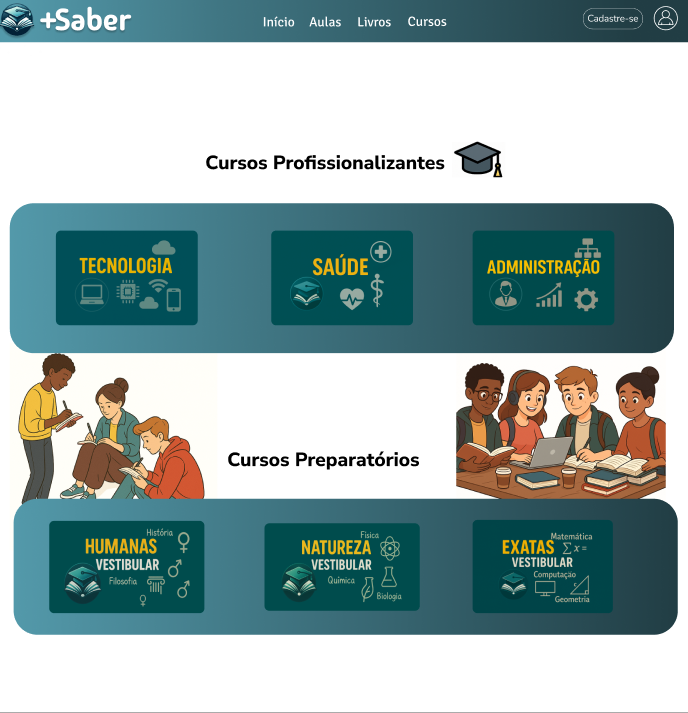 +Saber
Início Aulas Livros Cursos
Cadastre-se
Cursos Profissionalizantes
TECNOLOGIA
SAÚDE
ADMINISTRAÇÃO
Cursos Preparatórios
História
HUMANAS
VESTIBULAR
Filosofia
Física
NATUREZA
VESTIBULAR
Química
Biologia
Matemática
EXATAS
Σx=
VESTIBULAR
Computação
Geometria